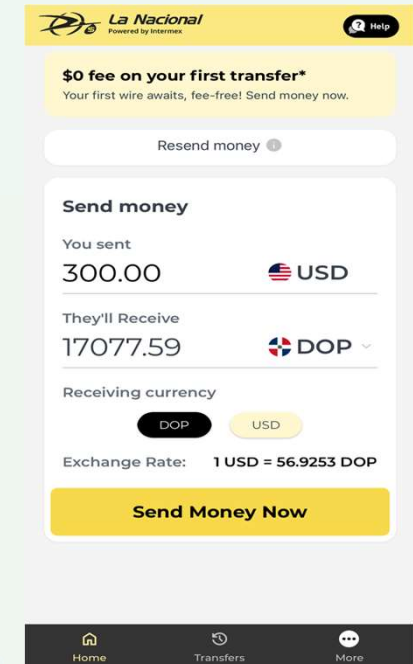 La Nacional
Powered by Intermex
Help
$0 fee on your first transfer*
Your first wire awaits, fee-free! Send money now.
Resend money
Send money
You sent
300.00 USD
They'll Receive
17077.59 DOP
Receiving currency
DOP USD
Exchange Rate: 1 USD = 56.9253 DOP
Send Money Now
Home Transfers More